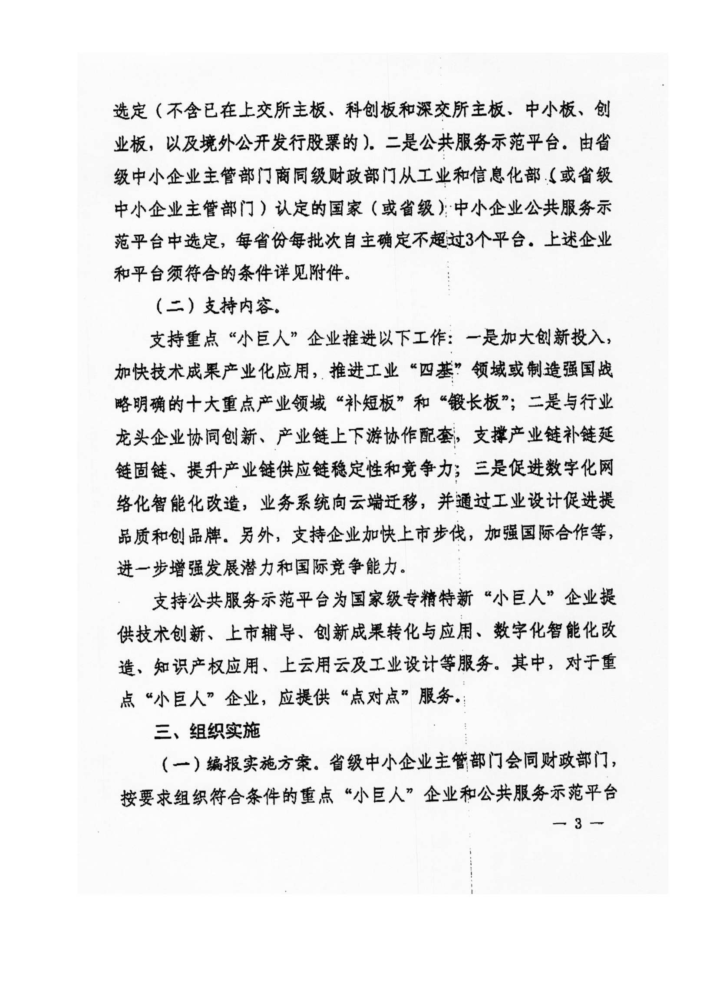 选定（不含已在上交所主板、科创板和深交所主板、中小板、创
业板，以及境外公开发行股票的）。二是公共服务示范平台。由省
级中小企业主管部门商同级财政部门从工业和信息化部（或省级
中小企业主管部门）认定的国家（或省级）中小企业公共服务示
范平台中选定，每省份每批次自主确定不超过3个平台。上述企业
和平台须符合的条件详见附件。
（二）支持内容。
支持重点“小巨人”企业推进以下工作：一是加大创新投入，
加快技术成果产业化应用，推进工业“四基”领域或制造强国战
略明确的十大重点产业领域“补短板”和“锻长板”；二是与行业
龙头企业协同创新、产业链上下游协作配套，支撑产业链补链延
链固链、提升产业链供应链稳定性和竞争力；三是促进数字化网
络化智能化改造，业务系统向云端迁移，并通过工业设计促进提
品质和创品牌。另外，支持企业加快上市步伐，加强国际合作等，
进一步增强发展潜力和国际竞争能力。
支持公共服务示范平台为国家级专精特新“小巨人”企业提
供技术创新、上市辅导、创新成果转化与应用、数字化智能化改
造、知识产权应用、上云用云及工业设计等服务。其中，对于重
点“小巨人”企业，应提供“点对点”服务。
三、组织实施
（一）编报实施方案。省级中小企业主管部门会同财政部门，
按要求组织符合条件的重点“小巨人”企业和公共服务示范平台
— 3 —